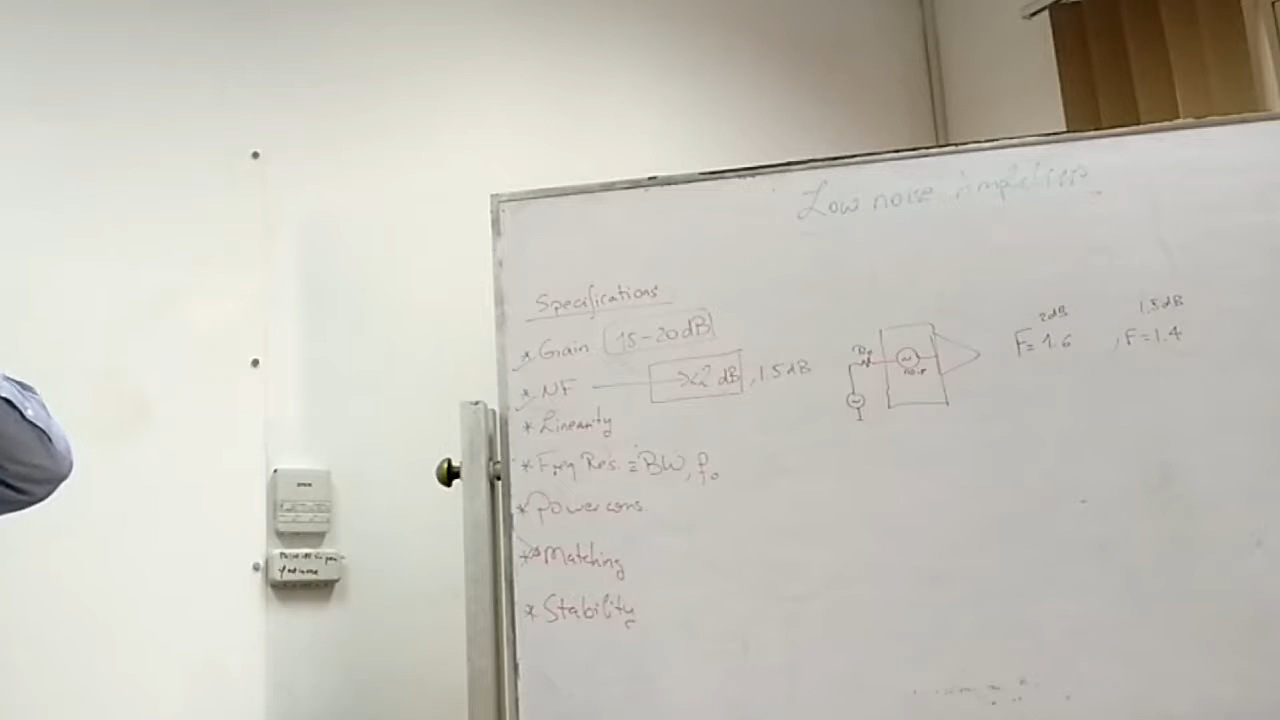 Low noise Amplifiers
Specifications
* Gain 15-20dB
* NF → <2 dB, 1.5dB
* Linearity
* Freq Res. = BW, fo
* Power cons.
* Matching
* Stability
2dB
F=1.6
1.5dB
, F=1.4